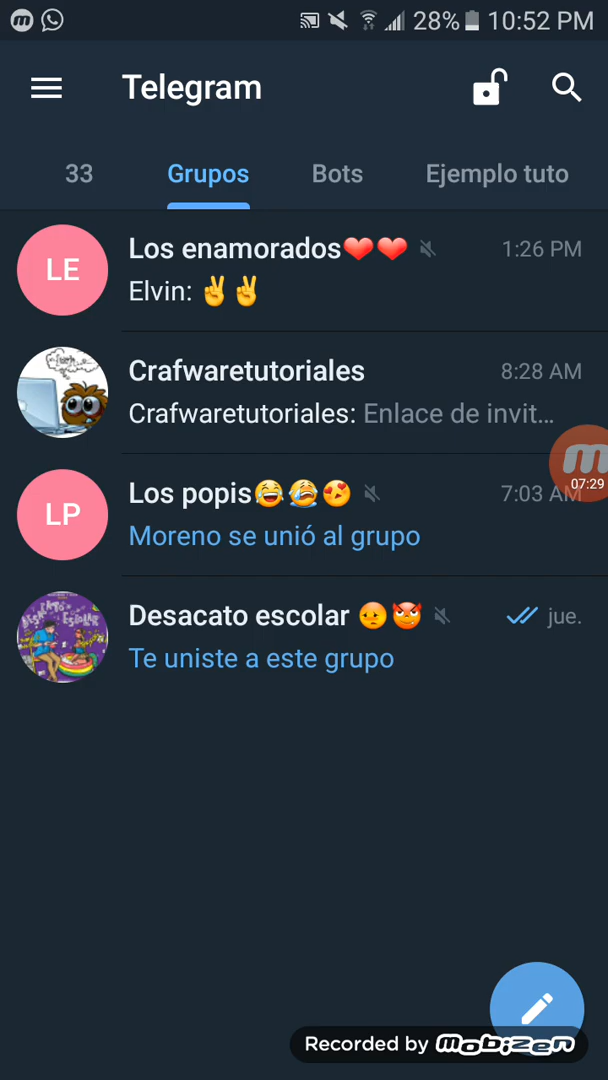 28% 10:52 PM
Telegram
33 Grupos Bots Ejemplo tuto
LE
Los enamorados❤️❤️ 1:26 PM
Elvin: ✌️✌️
Crafwaretutoriales 8:28 AM
Crafwaretutoriales: Enlace de invit…
07:29
LP
Los popis😂😭😍 7:03 AM
Moreno se unió al grupo
DESACATO ESCOLAR
Desacato escolar 😳😈 jue.
Te uniste a este grupo
Recorded by MOBIZEN